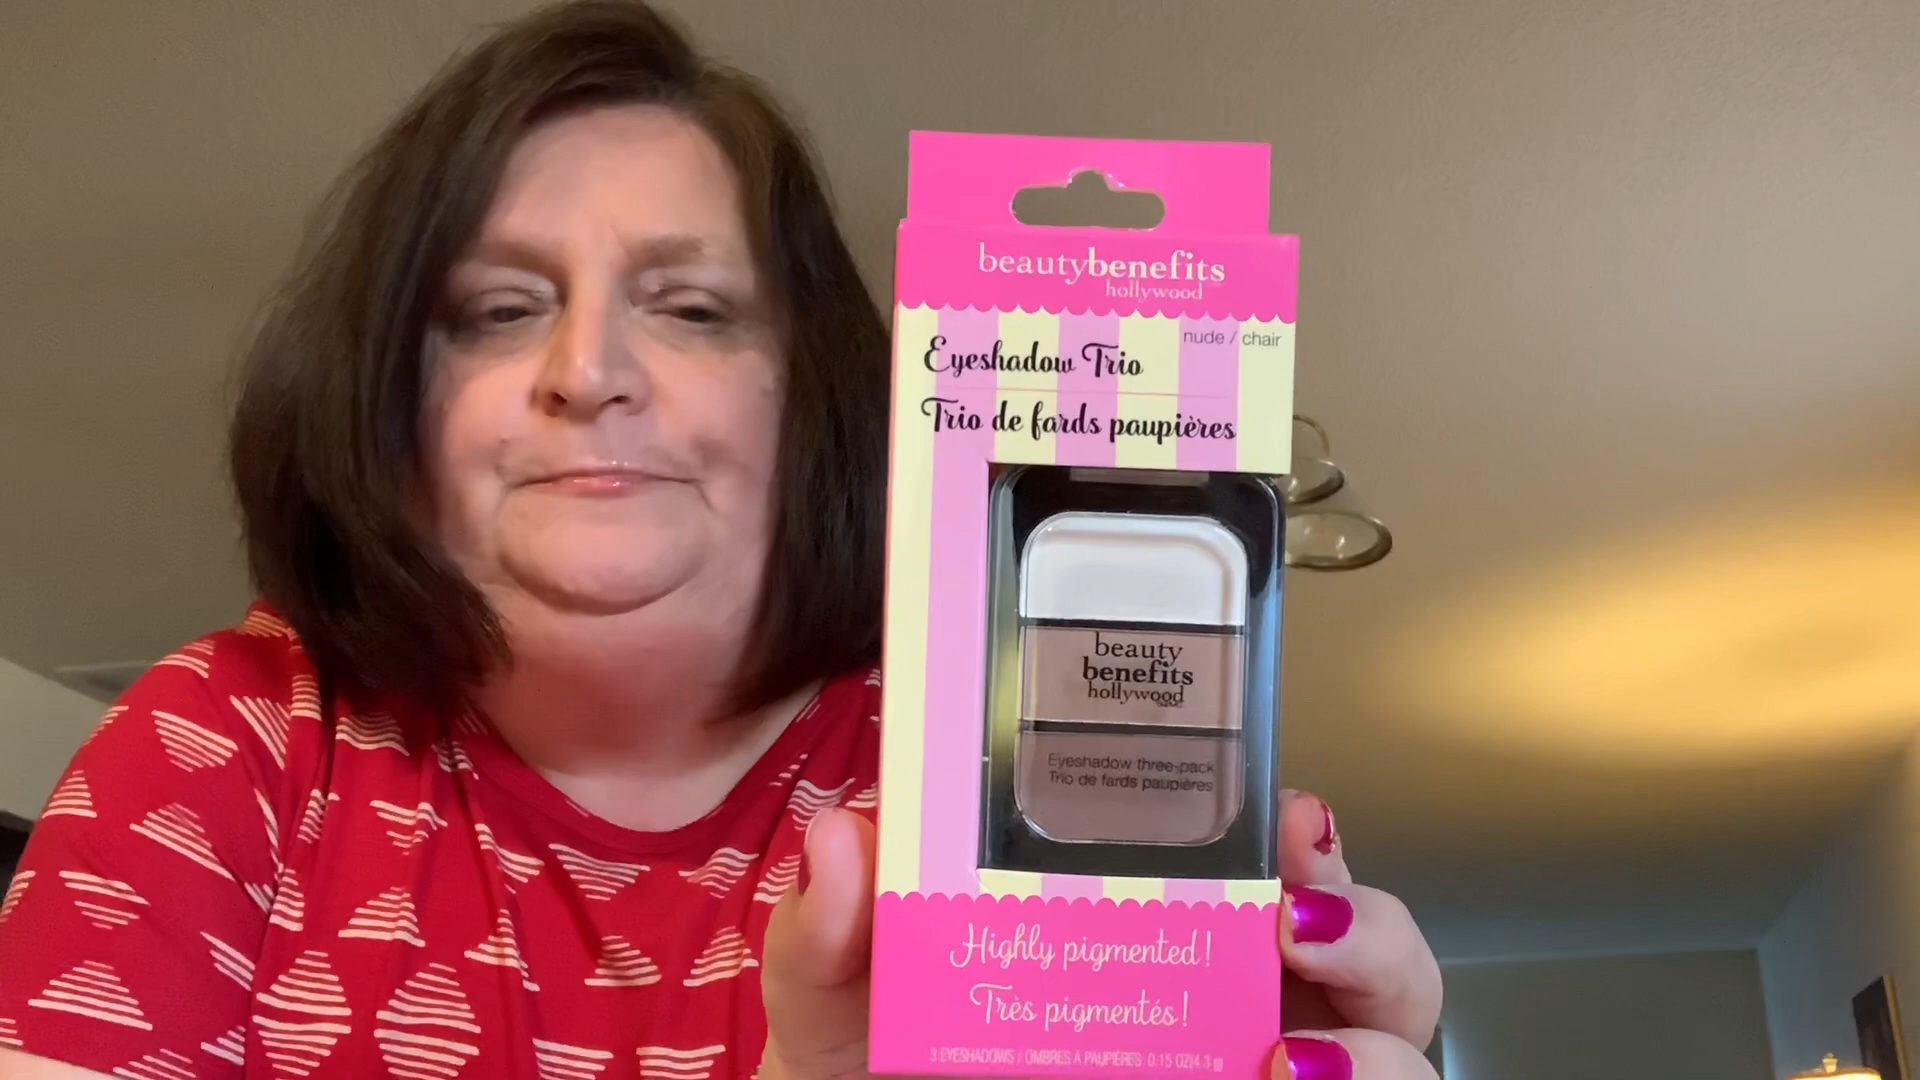 beautybenefits
hollywood
nude / chair
Eyeshadow Trio
Trio de fards paupières
beauty
benefits
hollywood
Eyeshadow three-pack
Trio de fards paupières
Highly pigmented!
Très pigmentés!
3 EYESHADOWS / OMBRES À PAUPIÈRES 0.15 OZ(4.3 g)